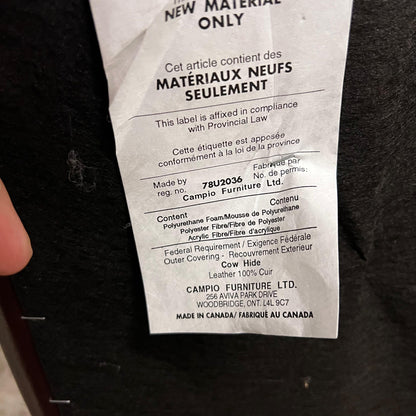 NEW MATERIAL
ONLY
Cet article contient des
MATÉRIAUX NEUFS
SEULEMENT
This label is affixed in compliance
with Provincial Law
Cette étiquette est apposée
conformément à la loi de la province
Made by Fabriqué par
reg. no. 78U2036 No. de permis:
Campio Furniture Ltd.
Content Contenu
Polyurethane Foam/Mousse de Polyurethane
Polyester Fibre/Fibre de Polyester
Acrylic Fibre/Fibre d'acrylique
Federal Requirement / Exigence Fédérale
Outer Covering - Recouvrement Exterieur
Cow Hide
Leather 100% Cuir
CAMPIO FURNITURE LTD.
256 AVIVA PARK DRIVE
WOODBRIDGE, ONT. L4L 9C7
MADE IN CANADA/ FABRIQUÉ AU CANADA